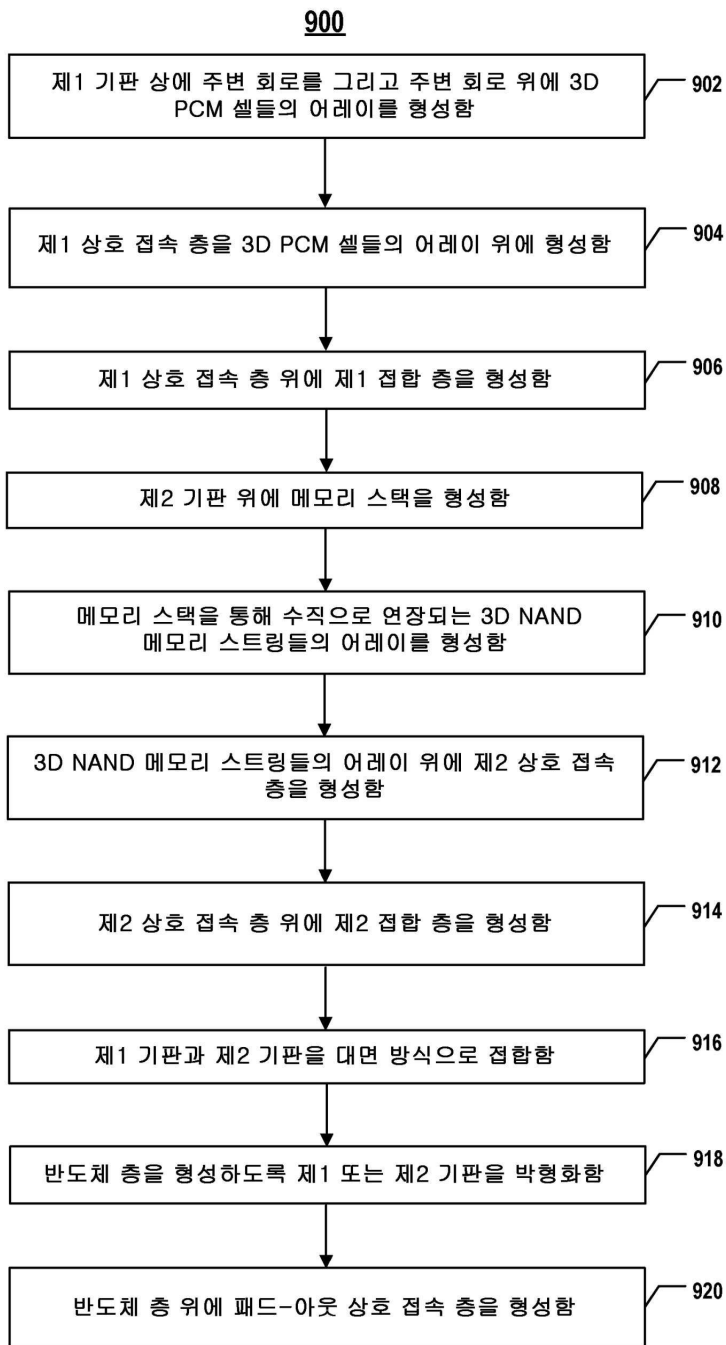 900
제1 기판 상에 주변 회로를 그리고 주변 회로 위에 3D
PCM 셀들의 어레이를 형성함
902
제1 상호 접속 층을 3D PCM 셀들의 어레이 위에 형성함
904
제1 상호 접속 층 위에 제1 접합 층을 형성함
906
제2 기판 위에 메모리 스택을 형성함
908
메모리 스택을 통해 수직으로 연장되는 3D NAND
메모리 스트링들의 어레이를 형성함
910
3D NAND 메모리 스트링들의 어레이 위에 제2 상호 접속
층을 형성함
912
제2 상호 접속 층 위에 제2 접합 층을 형성함
914
제1 기판과 제2 기판을 대면 방식으로 접합함
916
반도체 층을 형성하도록 제1 또는 제2 기판을 박형화함
918
반도체 층 위에 패드-아웃 상호 접속 층을 형성함
920